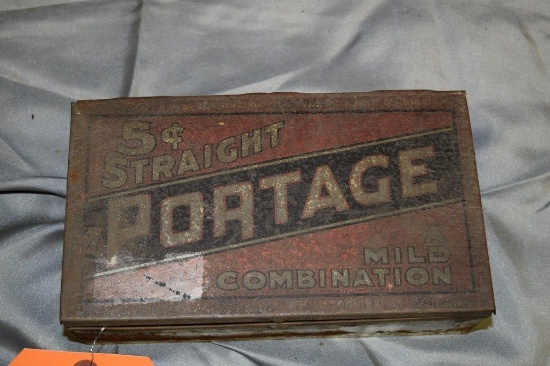 5¢
STRAIGHT
PORTAGE
A
MILD
COMBINATION